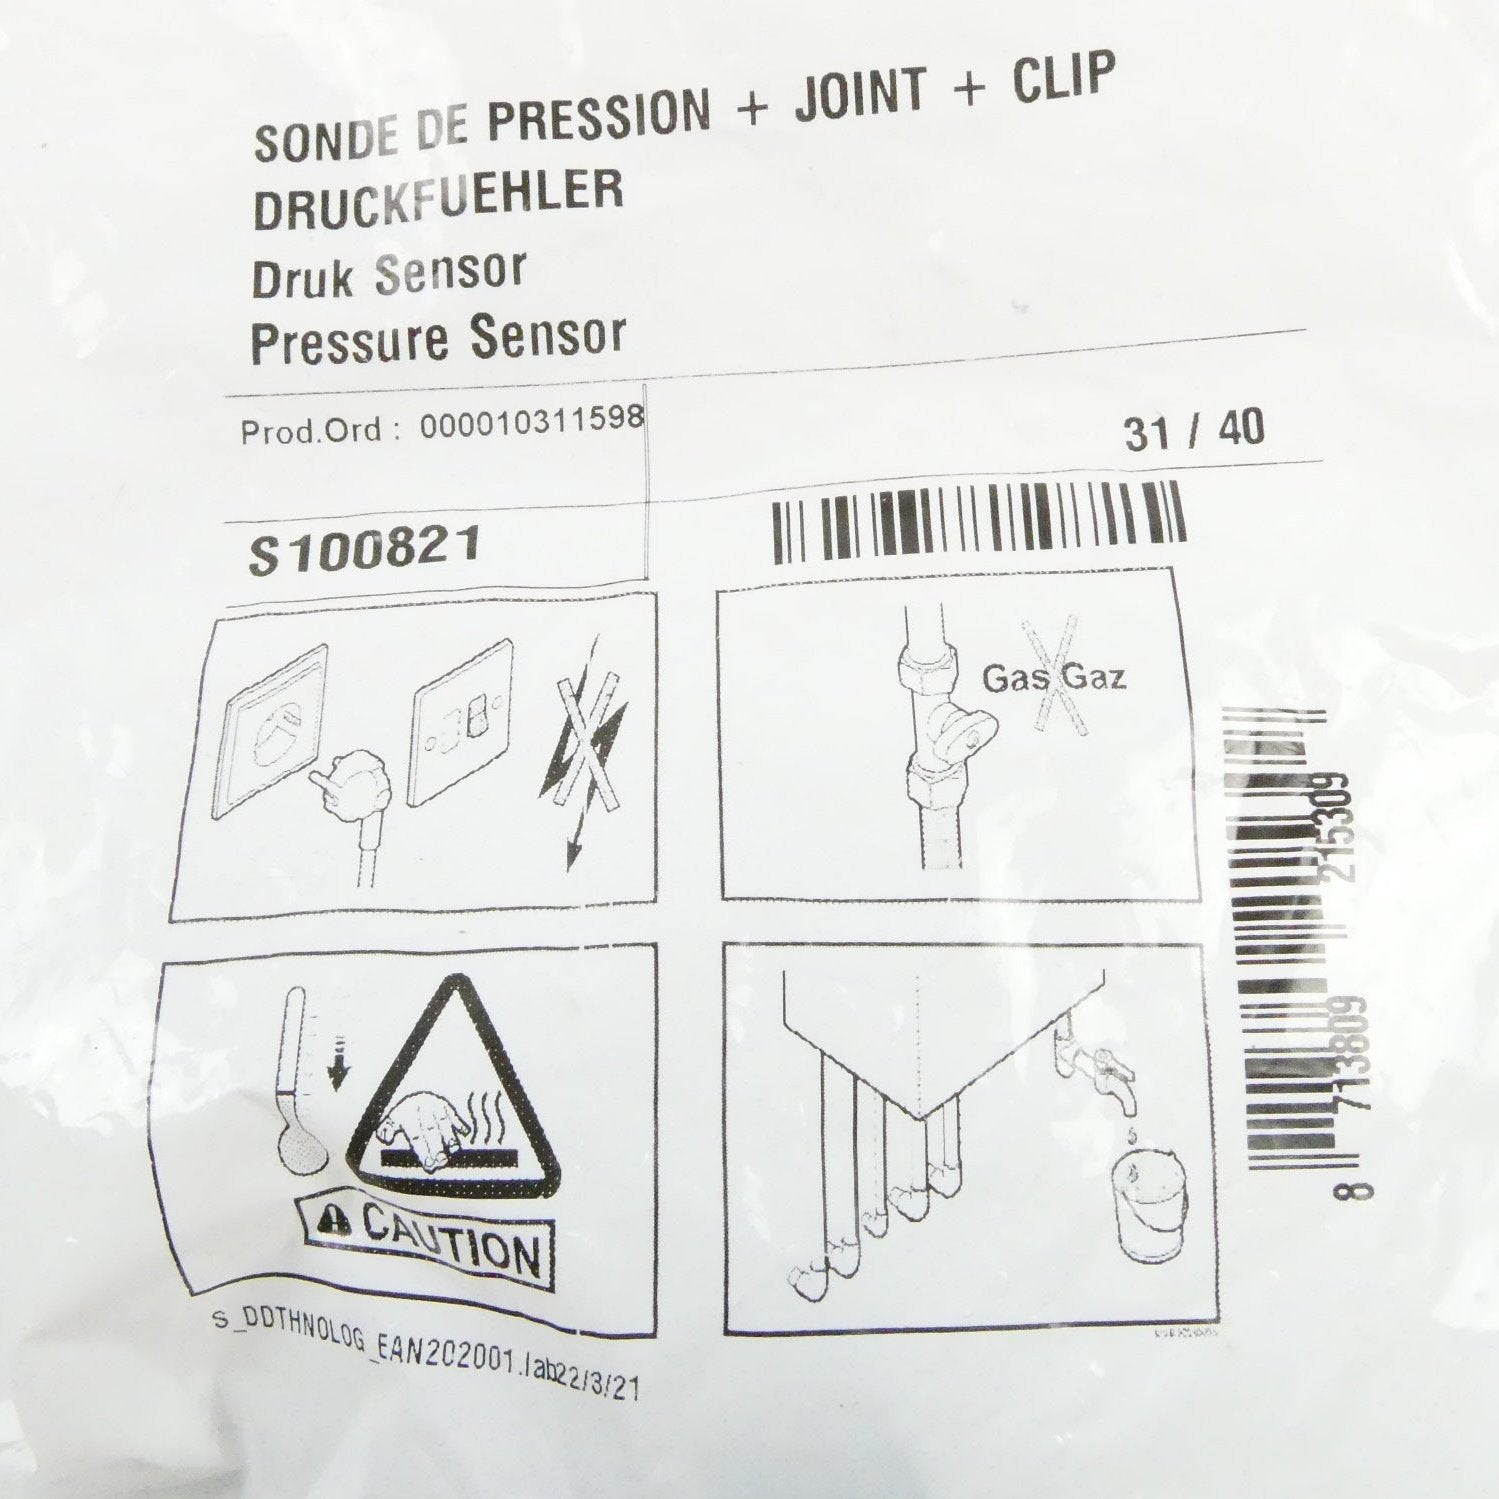 SONDE DE PRESSION + JOINT + CLIP
DRUCKFUEHLER
Druk Sensor
Pressure Sensor
Prod.Ord : 000010311598
31 / 40
S100821
Gas Gaz
CAUTION
8 713809 215309
s_DDTHNOLOG_EAN202001.lab22/3/21